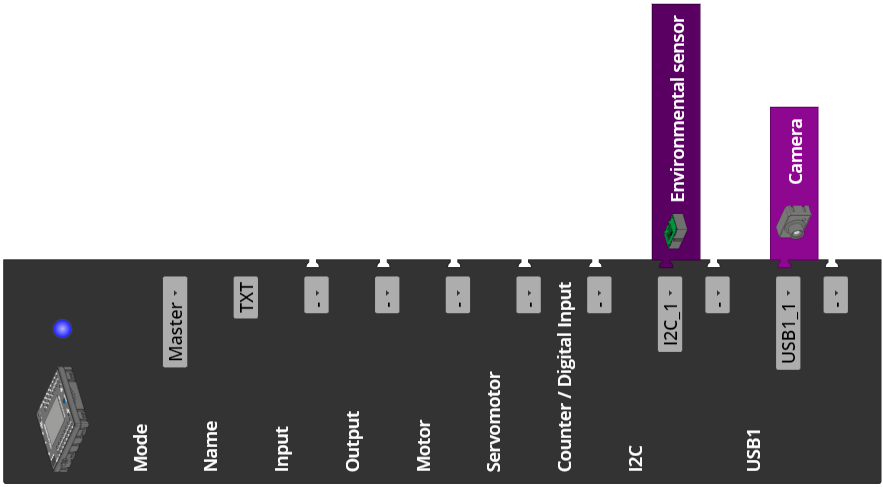 Mode
Master
Name
TXT
Input
-
Output
-
Motor
-
Servomotor
-
Counter / Digital Input
-
I2C
I2C_1
Environmental sensor
-
USB1
USB1_1
Camera
-